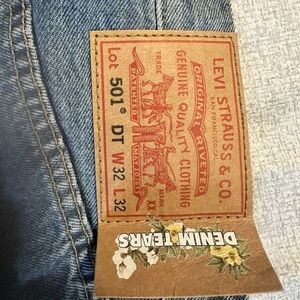 LEVI STRAUSS & CO.
SAN FRANCISCO, CAL.
ORIGINAL RIVETED
GENUINE QUALITY CLOTHING
TRADE MARK
PATENTED
XX
Lot 501® DT W 32 L 32
DENIM TEARS